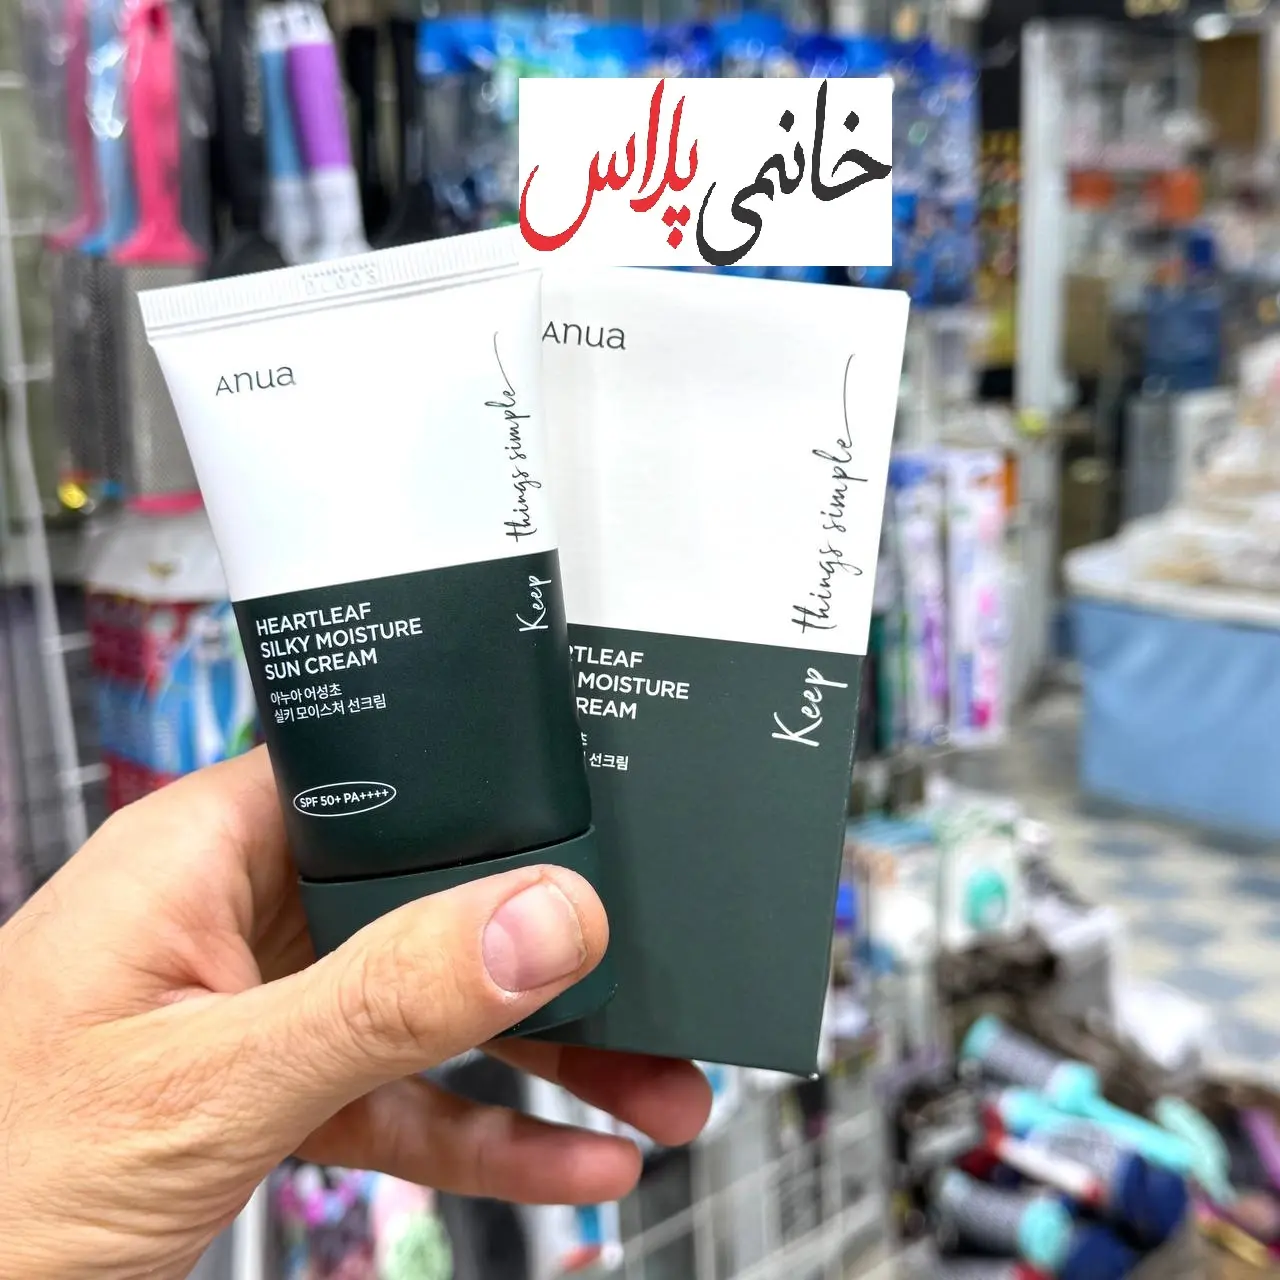 خانمی پلاس
Anua
Keep things simple
HEARTLEAF
SILKY MOISTURE
SUN CREAM
아누아 어성초
실키 모이스처 선크림
SPF 50+ PA++++
Anua
Keep things simple
RTLEAF
MOISTURE
REAM
초
선크림